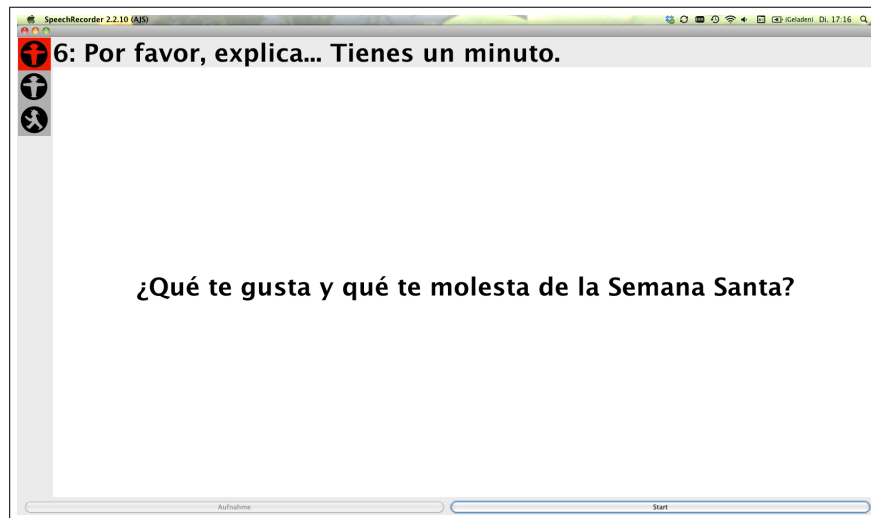 SpeechRecorder 2.2.10 (AJS) (Geladen) Di. 17:16
6: Por favor, explica... Tienes un minuto.
¿Qué te gusta y qué te molesta de la Semana Santa?
Aufnahme Start